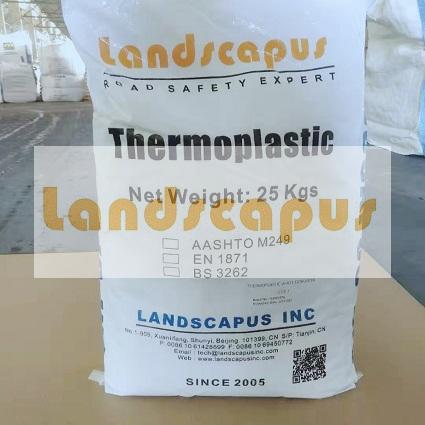 Landscapus
ROAD SAFETY EXPERT
Thermoplastic
Landscapus
Net Weight: 25 Kgs
AASHTO M249
EN 1871
BS 3262
LANDSCAPUS INC
Email : tech@landscapusinc.com
Web : www.landscapusinc.com
SINCE 2005